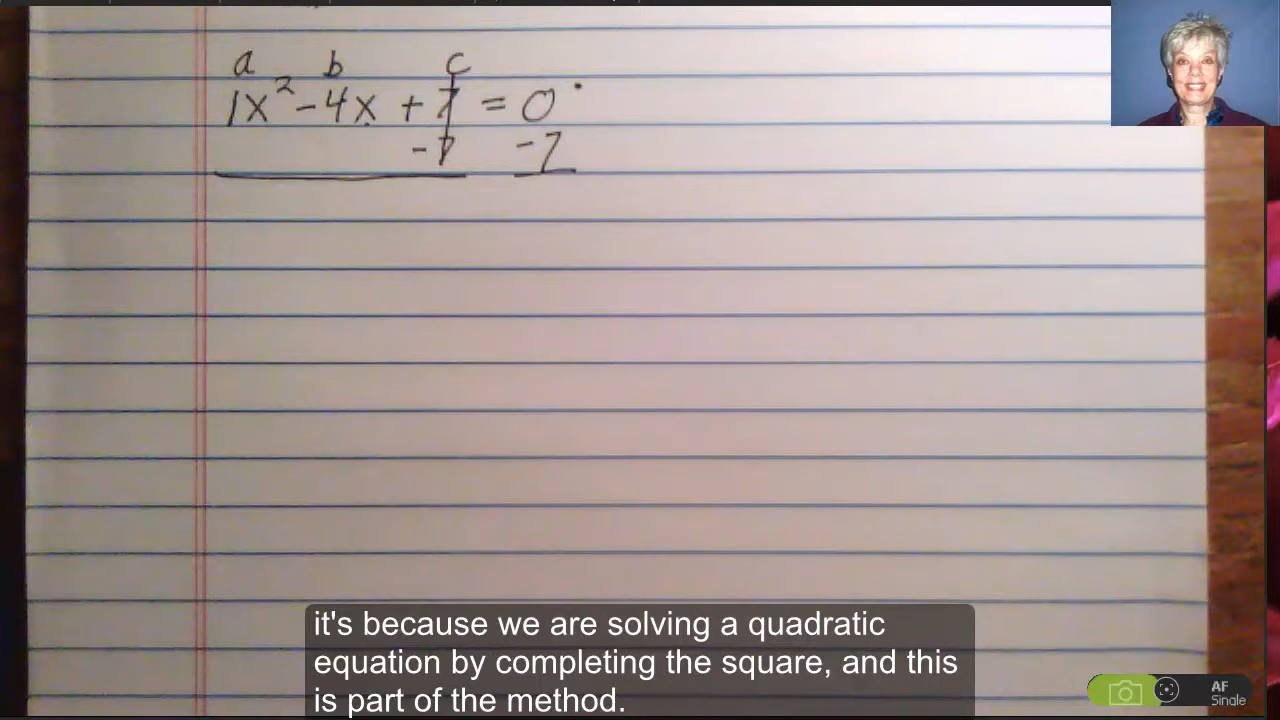 a b c
1x² - 4x + 7 = 0
-7 -7
it's because we are solving a quadratic
equation by completing the square, and this
is part of the method.
AF
Single